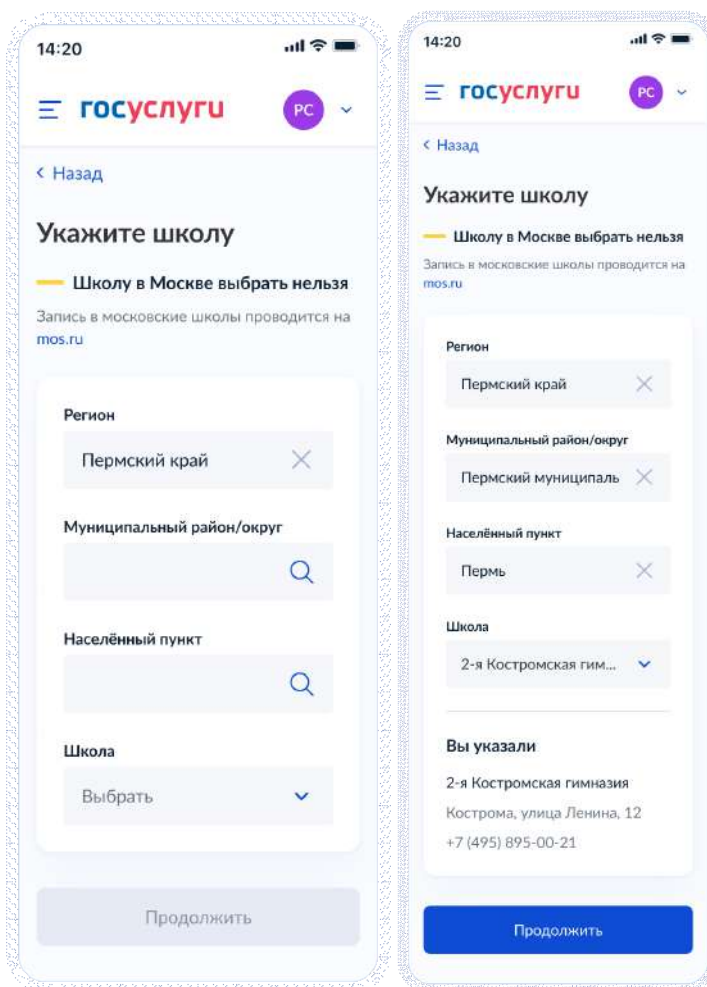 14:20
госуслуги
РС
Назад
Укажите школу
Школу в Москве выбрать нельзя
Запись в московские школы проводится на
mos.ru
Регион
Пермский край
Муниципальный район/округ
Населённый пункт
Школа
Выбрать
Продолжить
14:20
госуслуги
РС
Назад
Укажите школу
Школу в Москве выбрать нельзя
Запись в московские школы проводится на
mos.ru
Регион
Пермский край
Муниципальный район/округ
Пермский муниципаль
Населённый пункт
Пермь
Школа
2-я Костромская гим...
Вы указали
2-я Костромская гимназия
Кострома, улица Ленина, 12
+7 (495) 895-00-21
Продолжить